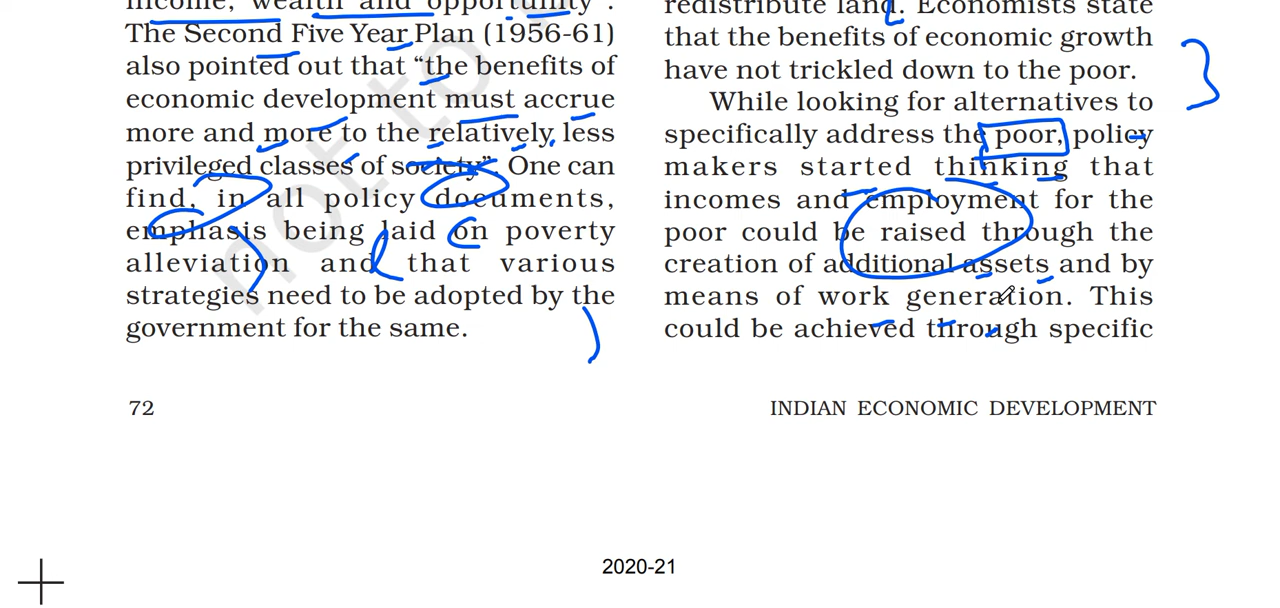 income, wealth and opportunity".
The Second Five Year Plan (1956-61)
also pointed out that “the benefits of
economic development must accrue
more and more to the relatively less
privileged classes of society”. One can
find, in all policy documents,
emphasis being laid on poverty
alleviation and that various
strategies need to be adopted by the
government for the same.
redistribute land. Economists state
that the benefits of economic growth
have not trickled down to the poor.
While looking for alternatives to
specifically address the poor, policy
makers started thinking that
incomes and employment for the
poor could be raised through the
creation of additional assets and by
means of work generation. This
could be achieved through specific
72
INDIAN ECONOMIC DEVELOPMENT
2020-21
not to